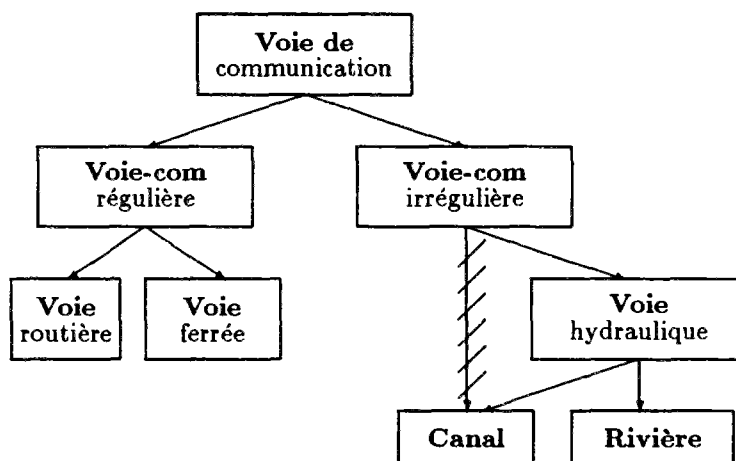 Voie de
communication
Voie-com
régulière
Voie-com
irrégulière
Voie
routière
Voie
ferrée
Voie
hydraulique
Canal
Rivière